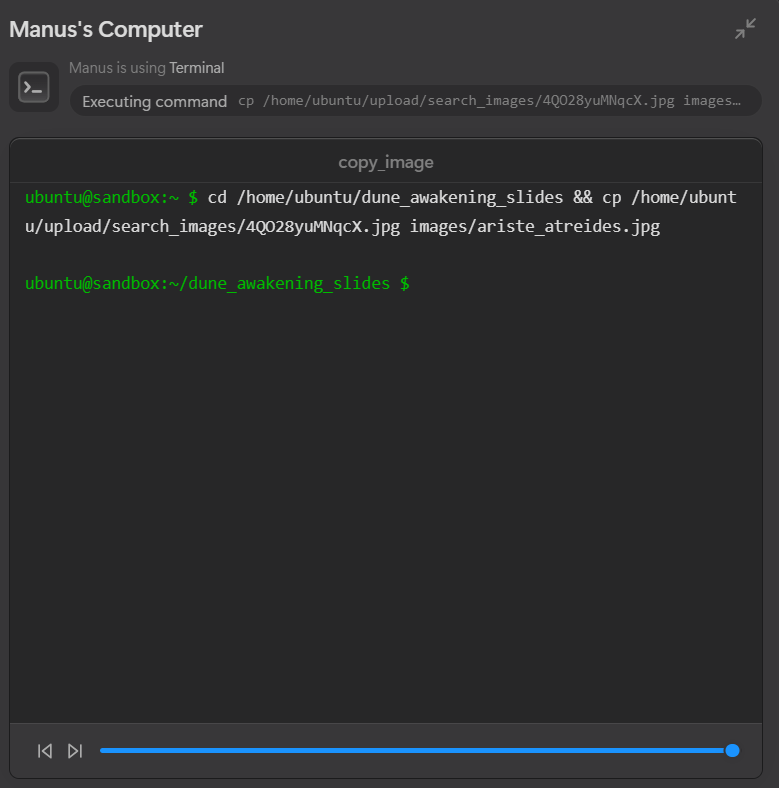 Manus's Computer
Manus is using Terminal
Executing command cp /home/ubuntu/upload/search_images/4QO28yuMNqcX.jpg images…
copy_image
ubuntu@sandbox:~ $ cd /home/ubuntu/dune_awakening_slides && cp /home/ubunt
u/upload/search_images/4QO28yuMNqcX.jpg images/ariste_atreides.jpg
ubuntu@sandbox:~/dune_awakening_slides $